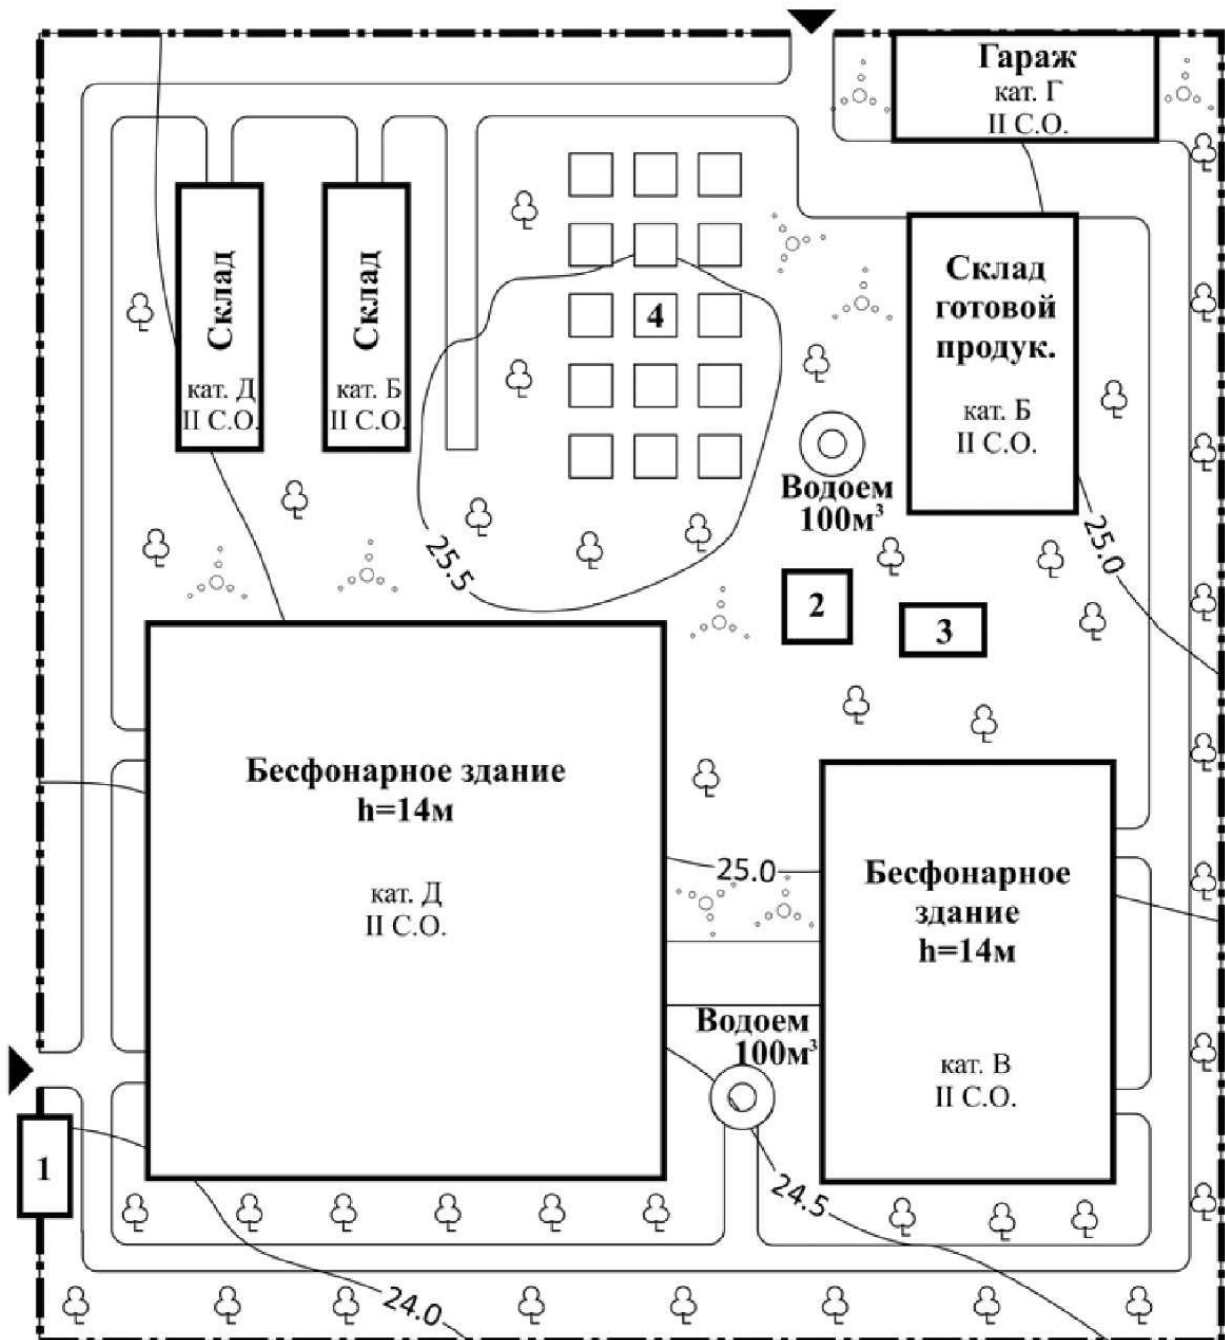 Гараж
кат. Г
II С.О.
Склад
кат. Д
II С.О.
Склад
кат. Б
II С.О.
4
Склад
готовой
продук.
кат. Б
II С.О.
Водоем
100м³
25.5
25.0
2
3
Бесфонарное здание
h=14м
кат. Д
II С.О.
25.0
Бесфонарное
здание
h=14м
кат. В
II С.О.
Водоем
100м³
1
24.5
24.0